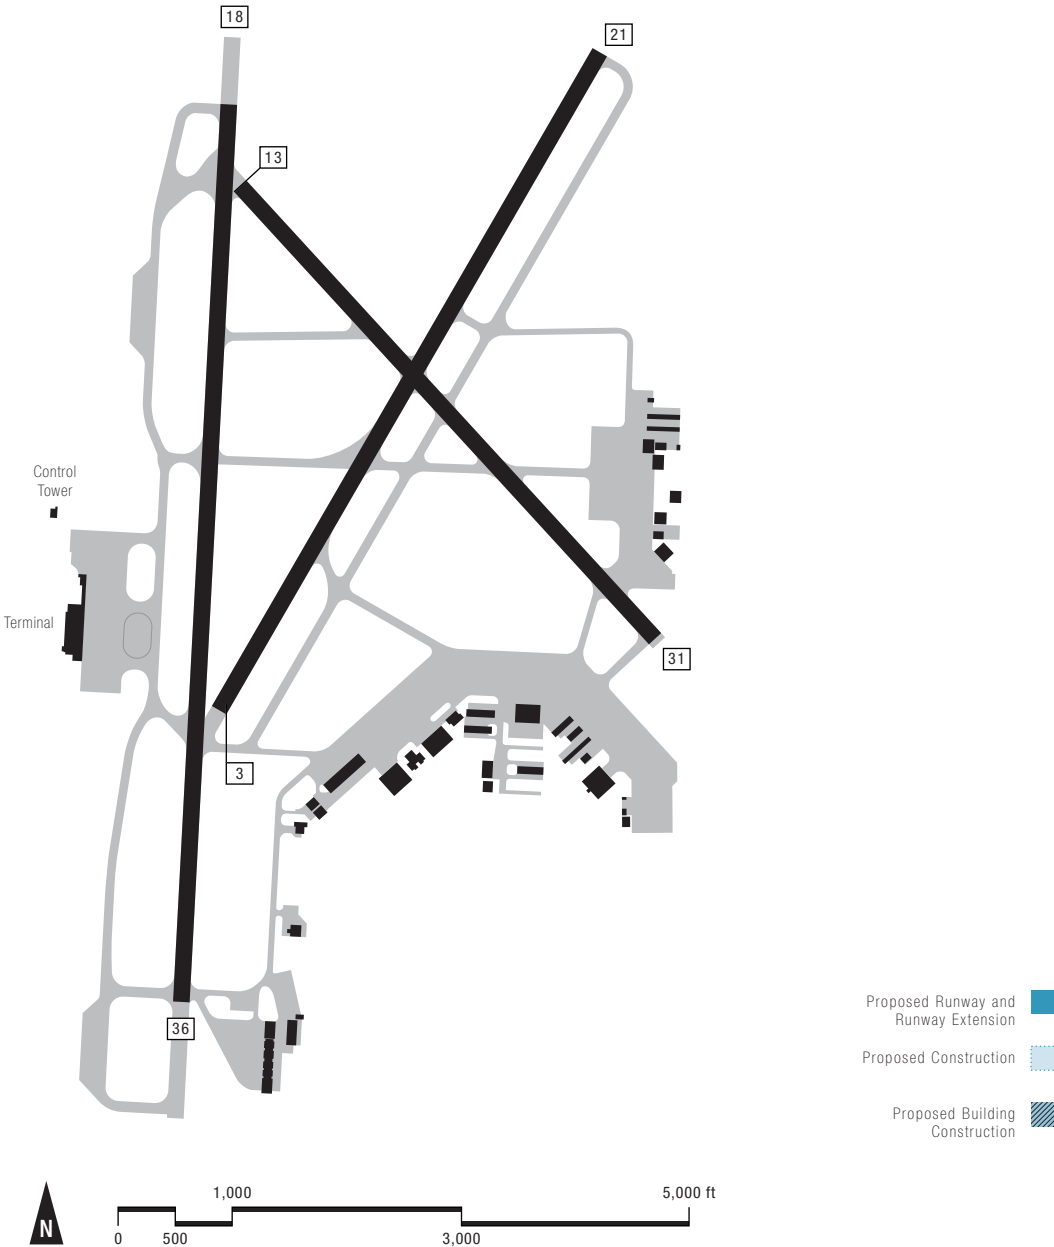 18
21
13
Control
Tower
Terminal
31
3
Proposed Runway and
Runway Extension
36
Proposed Construction
Proposed Building
Construction
1,000
5,000 ft
N
0
500
3,000